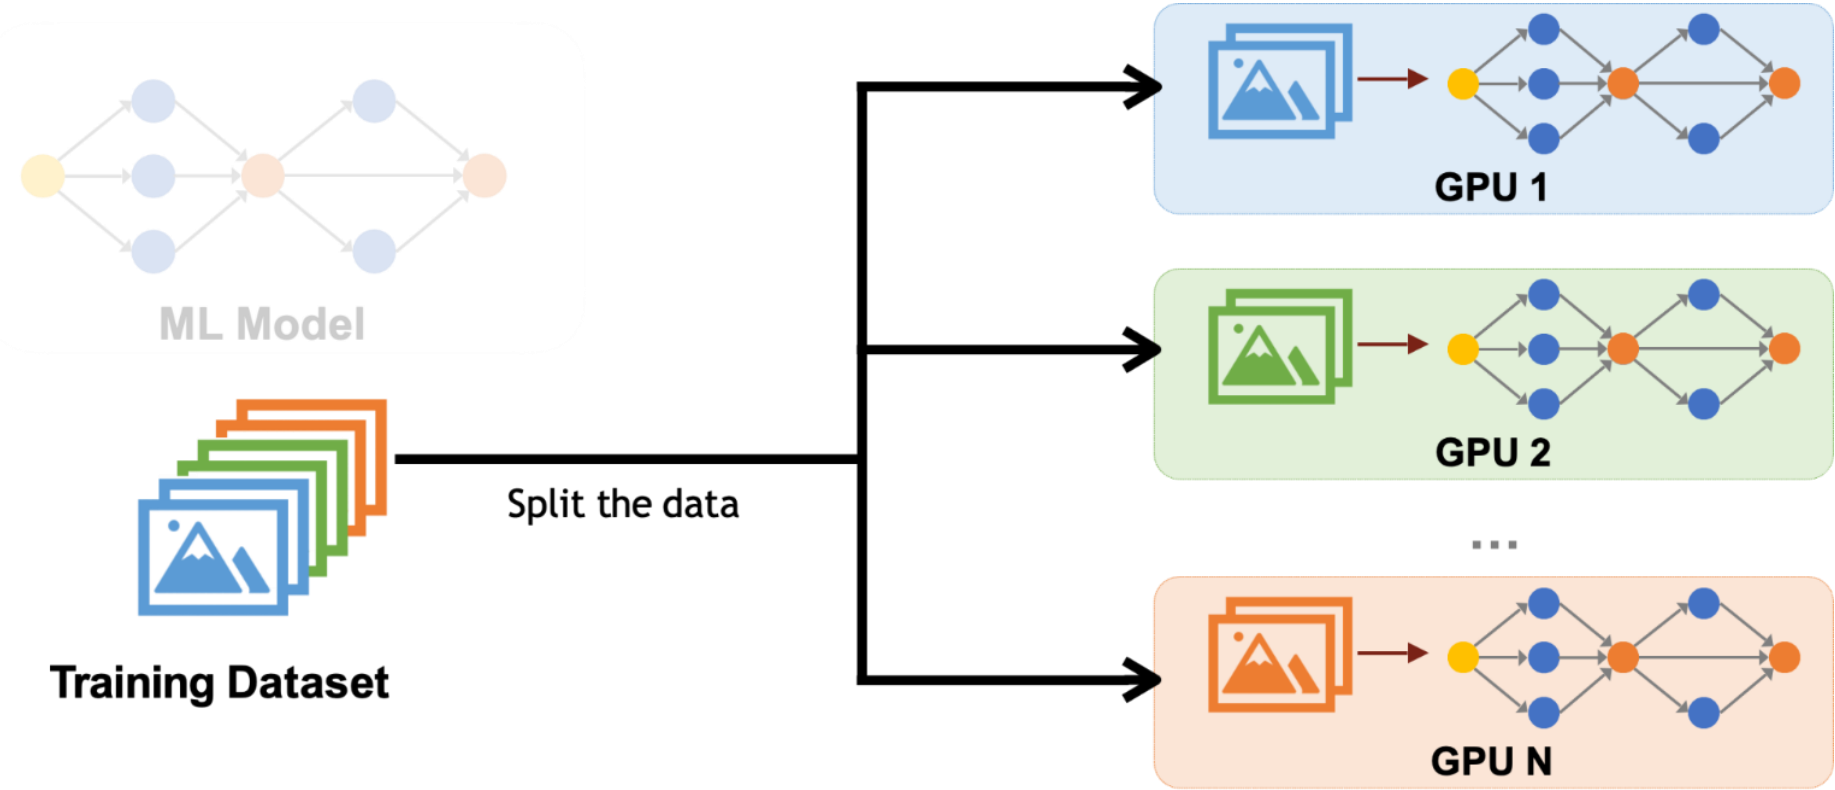 ML Model
Training Dataset
Split the data
GPU 1
GPU 2
...
GPU N